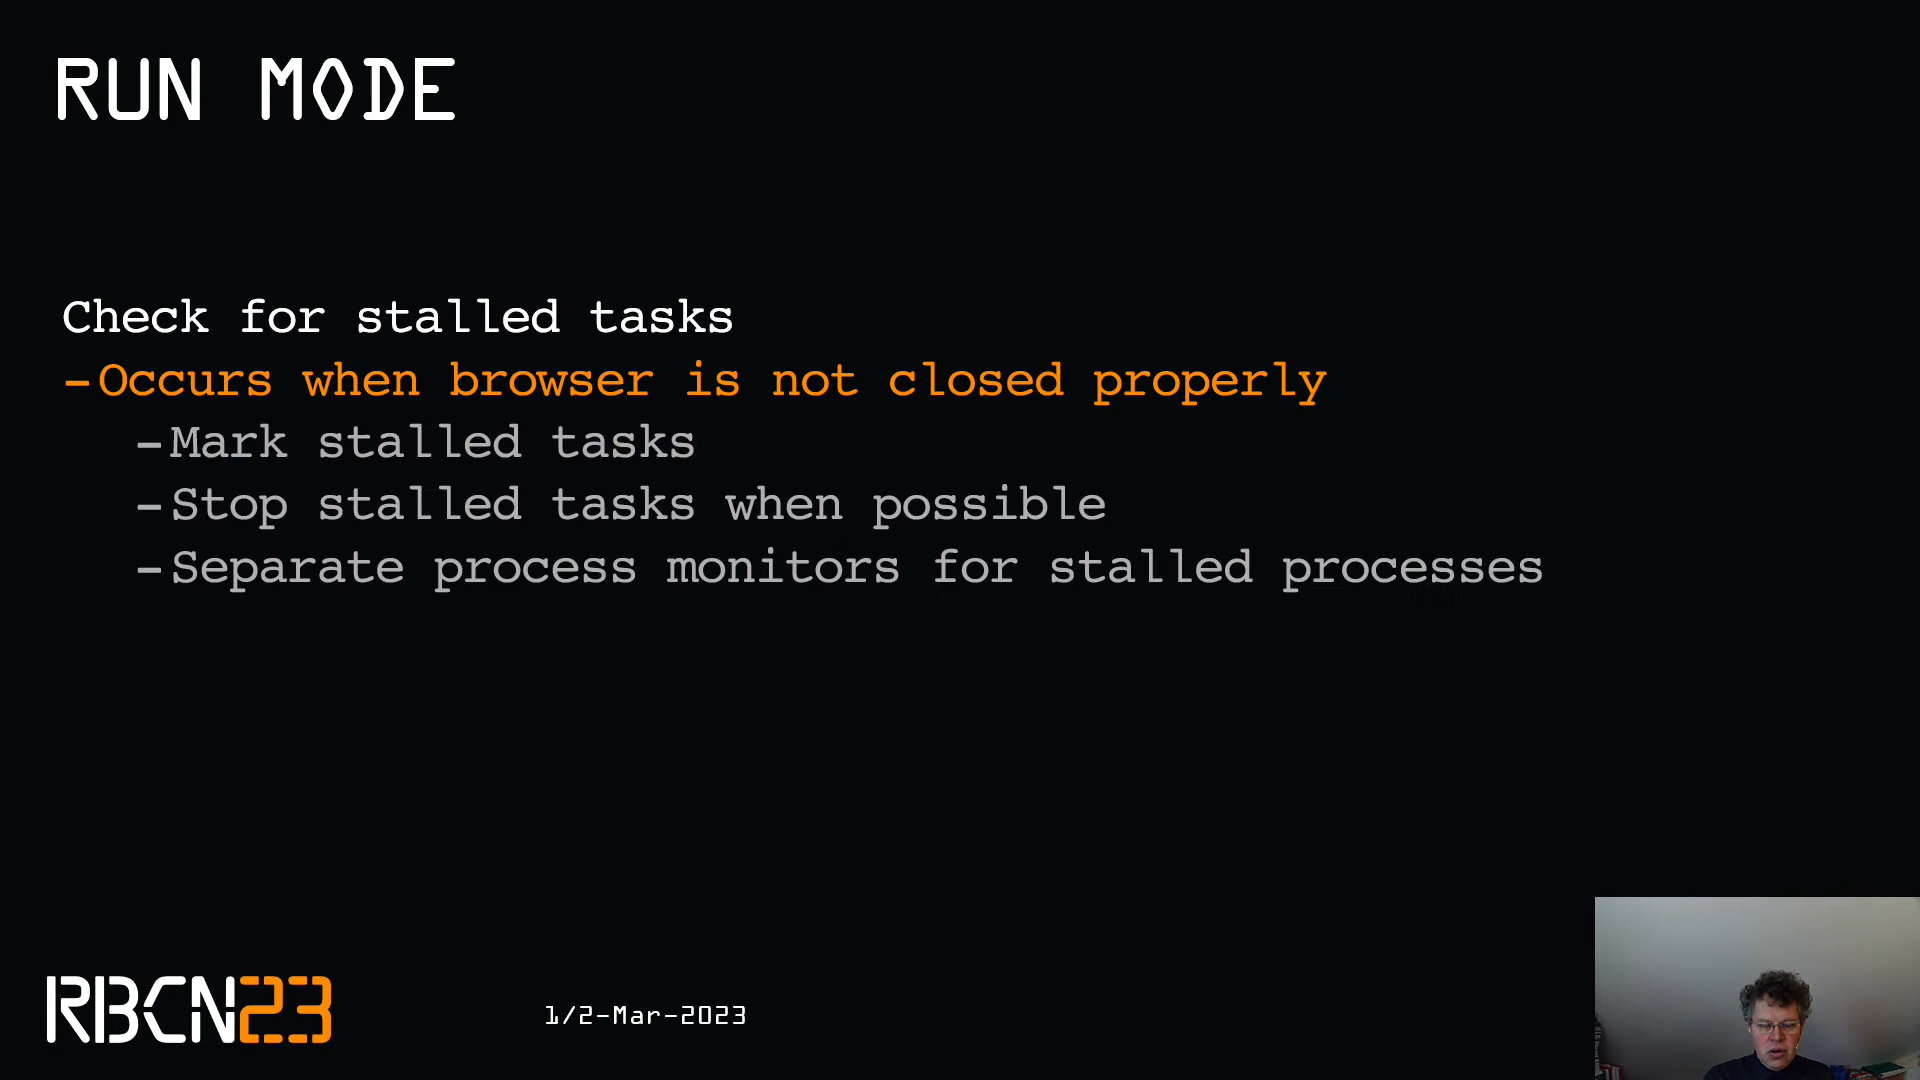 RUN MODE
Check for stalled tasks
-Occurs when browser is not closed properly
-Mark stalled tasks
-Stop stalled tasks when possible
-Separate process monitors for stalled processes
RBCN23
1/2-Mar-2023